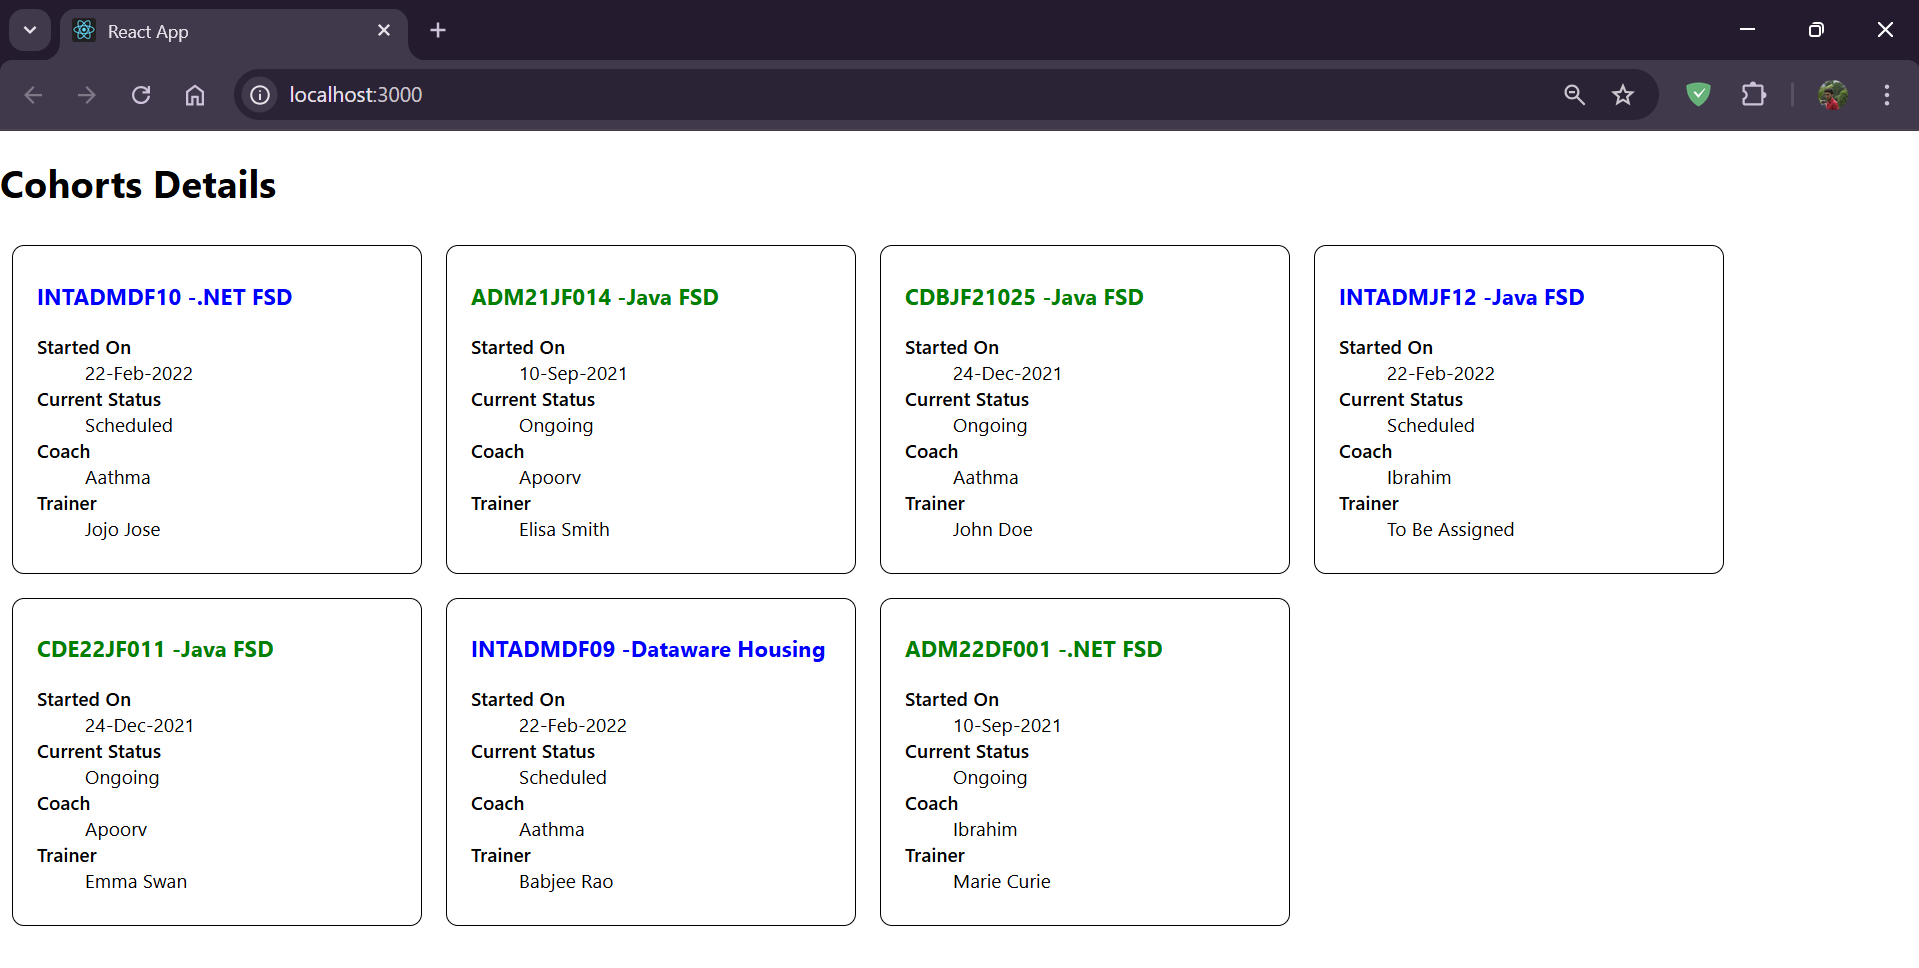 React App
localhost:3000
Cohorts Details
INTADMDF10 -.NET FSD
Started On
22-Feb-2022
Current Status
Scheduled
Coach
Aathma
Trainer
Jojo Jose
ADM21JF014 -Java FSD
Started On
10-Sep-2021
Current Status
Ongoing
Coach
Apoorv
Trainer
Elisa Smith
CDBJF21025 -Java FSD
Started On
24-Dec-2021
Current Status
Ongoing
Coach
Aathma
Trainer
John Doe
INTADMJF12 -Java FSD
Started On
22-Feb-2022
Current Status
Scheduled
Coach
Ibrahim
Trainer
To Be Assigned
CDE22JF011 -Java FSD
Started On
24-Dec-2021
Current Status
Ongoing
Coach
Apoorv
Trainer
Emma Swan
INTADMDF09 -Dataware Housing
Started On
22-Feb-2022
Current Status
Scheduled
Coach
Aathma
Trainer
Babjee Rao
ADM22DF001 -.NET FSD
Started On
10-Sep-2021
Current Status
Ongoing
Coach
Ibrahim
Trainer
Marie Curie